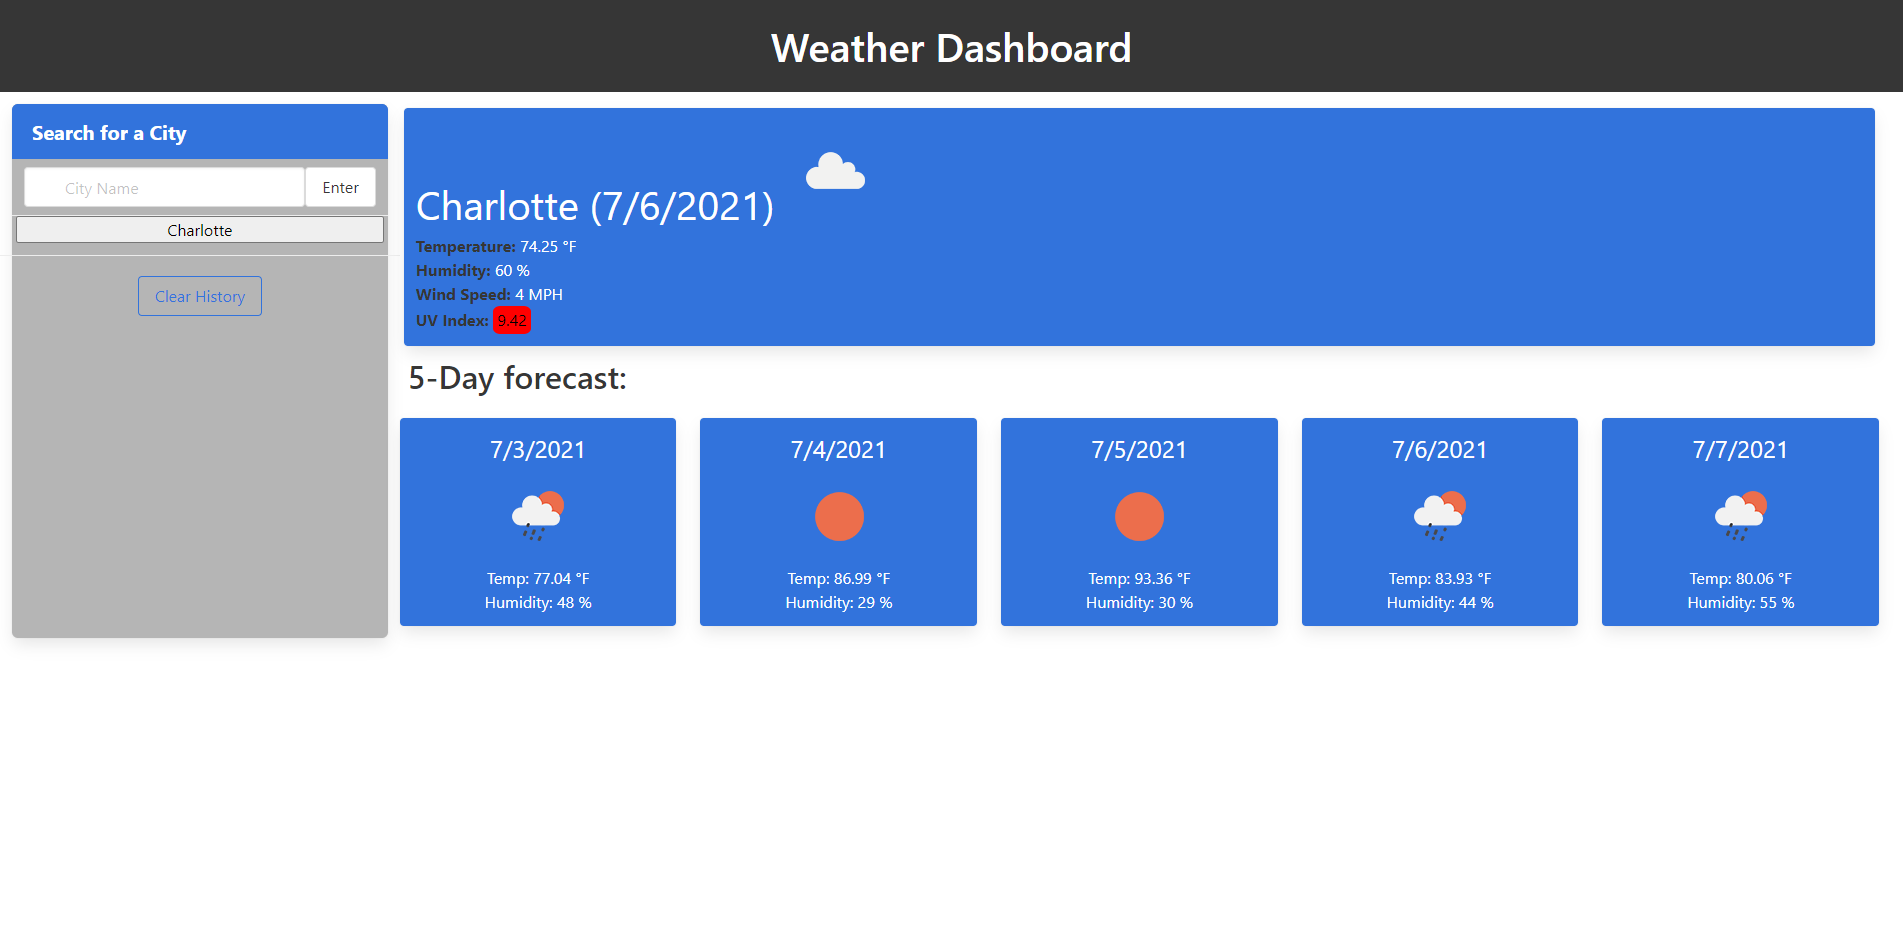 Weather Dashboard
Search for a City
City Name
Enter
Charlotte
Clear History
Charlotte (7/6/2021)
Temperature: 74.25 °F
Humidity: 60 %
Wind Speed: 4 MPH
UV Index: 9.42
5-Day forecast:
7/3/2021
Temp: 77.04 °F
Humidity: 48 %
7/4/2021
Temp: 86.99 °F
Humidity: 29 %
7/5/2021
Temp: 93.36 °F
Humidity: 30 %
7/6/2021
Temp: 83.93 °F
Humidity: 44 %
7/7/2021
Temp: 80.06 °F
Humidity: 55 %